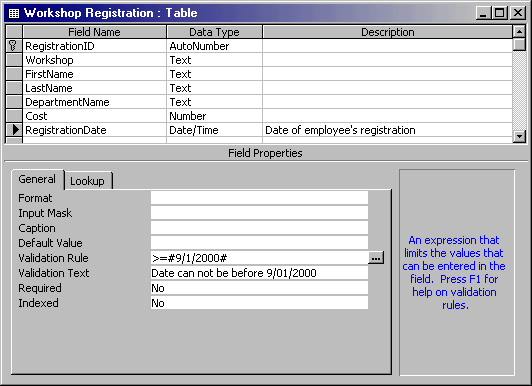 Workshop Registration : Table
Field Name Data Type Description
RegistrationID AutoNumber
Workshop Text
FirstName Text
LastName Text
DepartmentName Text
Cost Number
RegistrationDate Date/Time Date of employee's registration
Field Properties
General Lookup
Format
Input Mask
Caption
Default Value
Validation Rule >=#9/1/2000# ...
Validation Text Date can not be before 9/01/2000
Required No
Indexed No
An expression that
limits the values that
can be entered in the
field. Press F1 for
help on validation
rules.